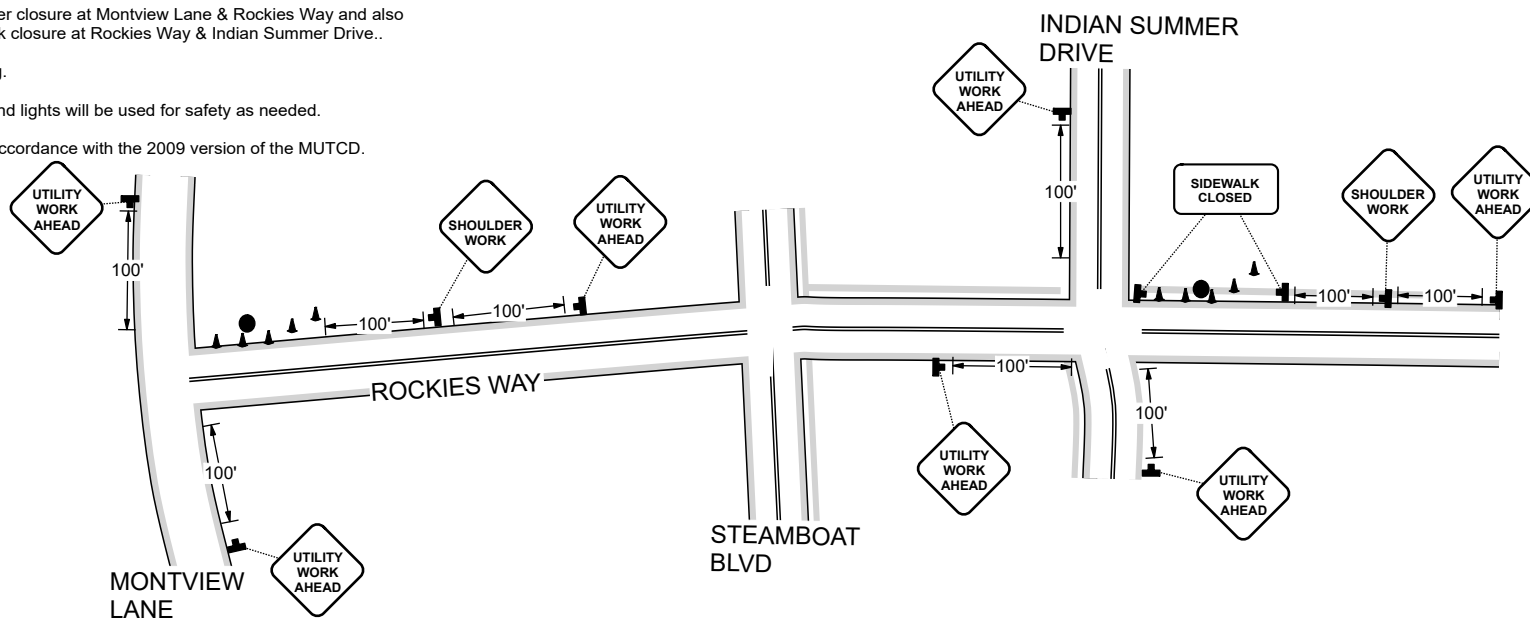 closure at Montview Lane & Rockies Way and also
closure at Rockies Way & Indian Summer Drive..
lights will be used for safety as needed.
with the 2009 version of the MUTCD.
INDIAN SUMMER
DRIVE
UTILITY
WORK
AHEAD
100'
UTILITY
WORK
AHEAD
100'
SHOULDER
WORK
UTILITY
WORK
AHEAD
100'
100'
SIDEWALK
CLOSED
SHOULDER
WORK
UTILITY
WORK
AHEAD
100'
100'
ROCKIES WAY
100'
UTILITY
WORK
AHEAD
100'
UTILITY
WORK
AHEAD
100'
UTILITY
WORK
AHEAD
STEAMBOAT
BLVD
MONTVIEW
LANE